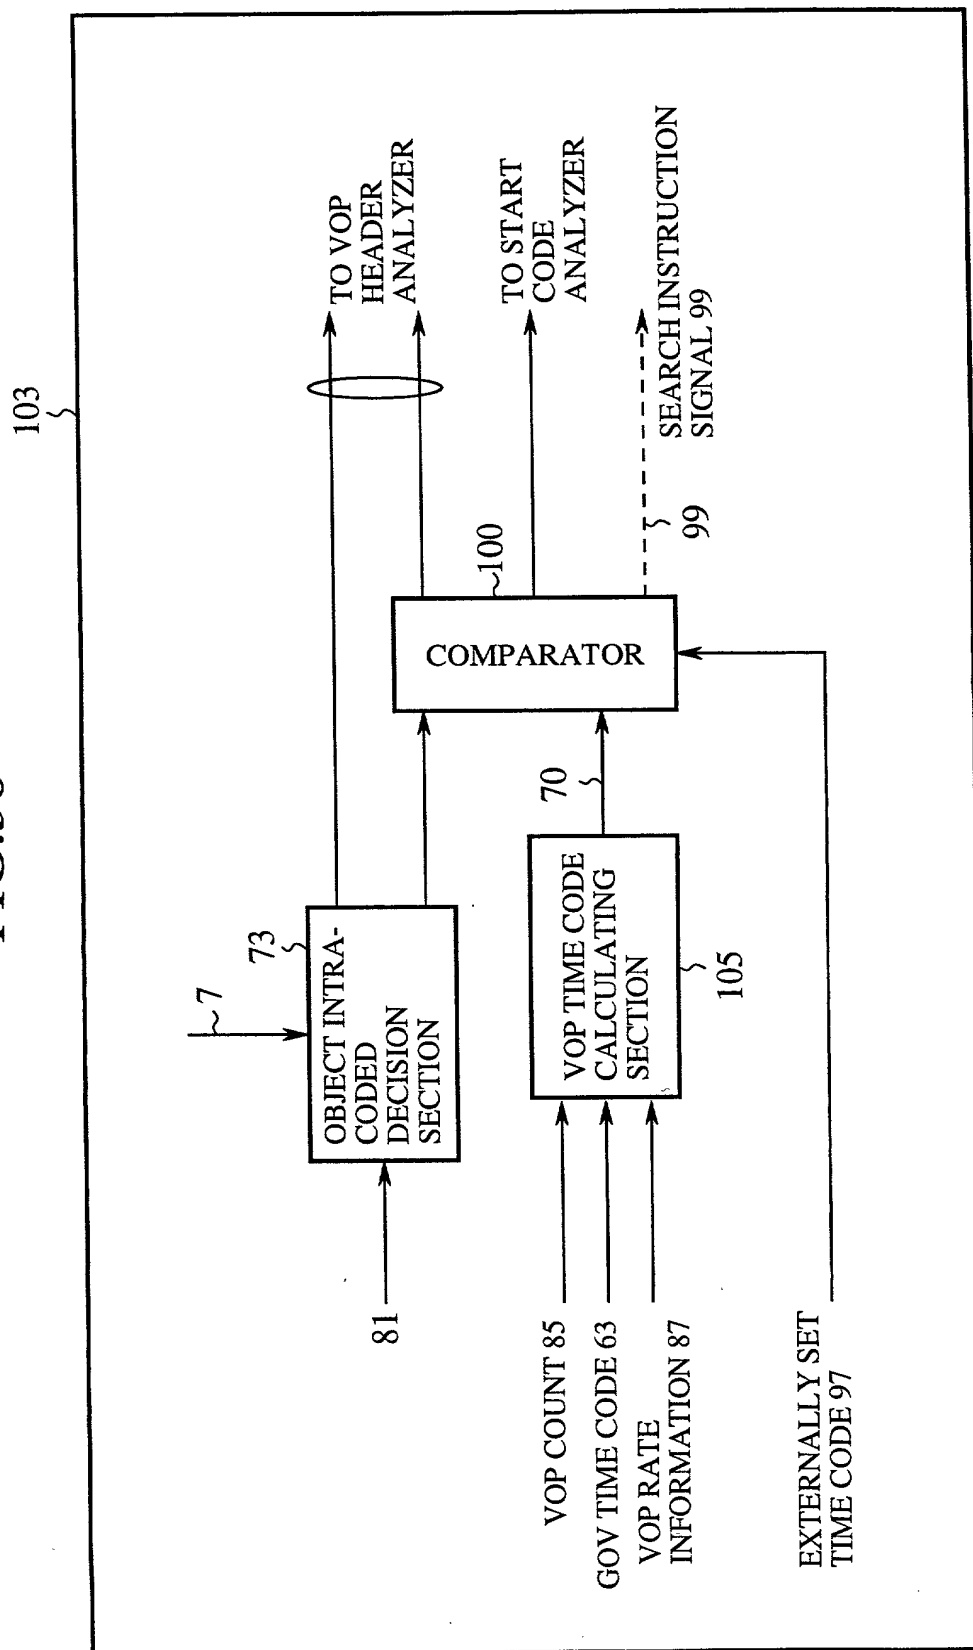 103
TO VOP
HEADER
ANALYZER
TO START
CODE
ANALYZER
SEARCH INSTRUCTION
SIGNAL 99
99
100
COMPARATOR
7
73
OBJECT INTRA-
CODED
DECISION
SECTION
81
70
VOP TIME CODE
CALCULATING
SECTION
105
VOP COUNT 85
GOV TIME CODE 63
VOP RATE
INFORMATION 87
EXTERNALLY SET
TIME CODE 97